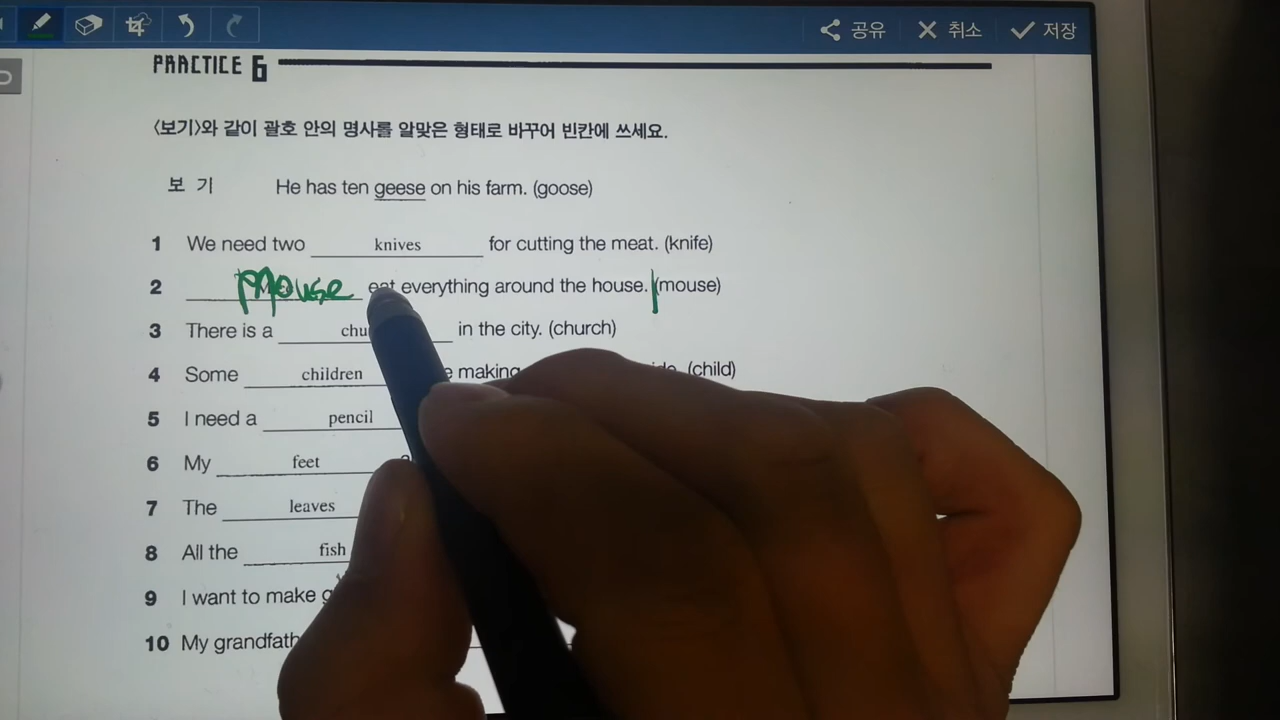 공유 취소 저장
PRACTICE 6
<보기>와 같이 괄호 안의 명사를 알맞은 형태로 바꾸어 빈칸에 쓰세요.
보 기 He has ten geese on his farm. (goose)
1 We need two knives for cutting the meat. (knife)
2 mouse eat everything around the house. (mouse)
3 There is a in the city. (church)
4 Some children making (child)
5 I need a pencil
6 My feet
7 The leaves
8 All the fish
9 I want to make
10 My